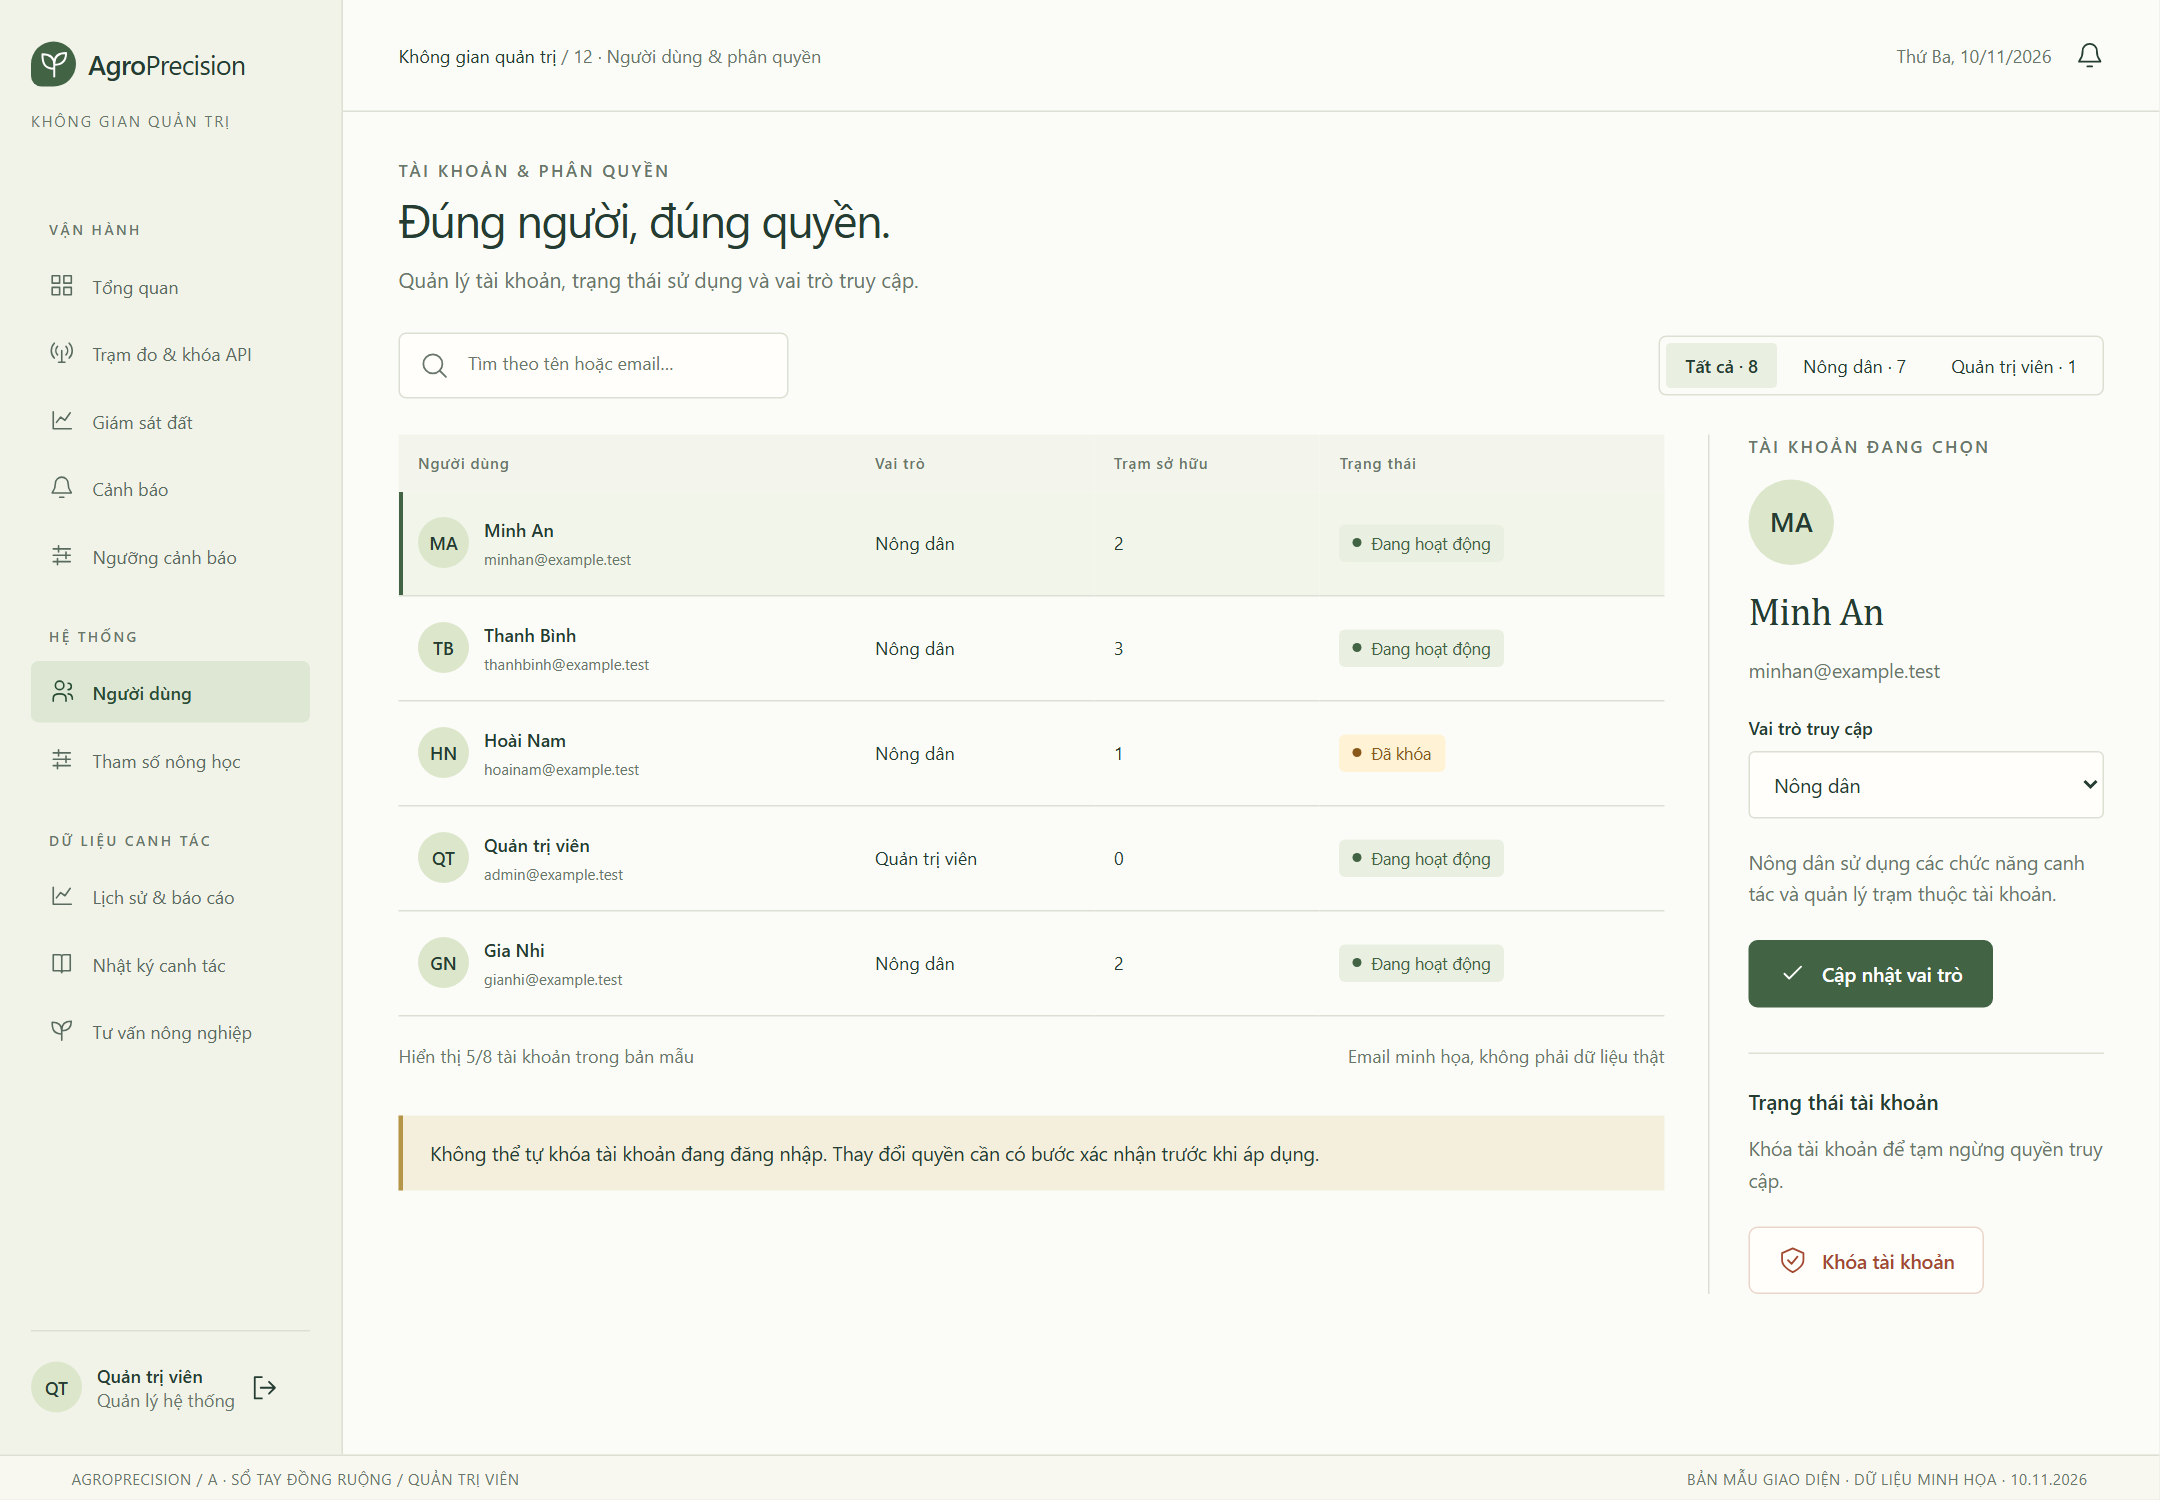 AgroPrecision
KHÔNG GIAN QUẢN TRỊ
VẬN HÀNH
Tổng quan
Trạm đo & khóa API
Giám sát đất
Cảnh báo
Ngưỡng cảnh báo
HỆ THỐNG
Người dùng
Tham số nông học
DỮ LIỆU CANH TÁC
Lịch sử & báo cáo
Nhật ký canh tác
Tư vấn nông nghiệp
QT
Quản trị viên
Quản lý hệ thống
Không gian quản trị / 12 · Người dùng & phân quyền
Thứ Ba, 10/11/2026
TÀI KHOẢN & PHÂN QUYỀN
Đúng người, đúng quyền.
Quản lý tài khoản, trạng thái sử dụng và vai trò truy cập.
Tìm theo tên hoặc email...
Tất cả · 8 Nông dân · 7 Quản trị viên · 1
Người dùng Vai trò Trạm sở hữu Trạng thái
MA Minh An minhan@example.test Nông dân 2 Đang hoạt động
TB Thanh Bình thanhbinh@example.test Nông dân 3 Đang hoạt động
HN Hoài Nam hoainam@example.test Nông dân 1 Đã khóa
QT Quản trị viên admin@example.test Quản trị viên 0 Đang hoạt động
GN Gia Nhi gianhi@example.test Nông dân 2 Đang hoạt động
Hiển thị 5/8 tài khoản trong bản mẫu
Email minh họa, không phải dữ liệu thật
Không thể tự khóa tài khoản đang đăng nhập. Thay đổi quyền cần có bước xác nhận trước khi áp dụng.
TÀI KHOẢN ĐANG CHỌN
MA
Minh An
minhan@example.test
Vai trò truy cập
Nông dân
Nông dân sử dụng các chức năng canh
tác và quản lý trạm thuộc tài khoản.
Cập nhật vai trò
Trạng thái tài khoản
Khóa tài khoản để tạm ngừng quyền truy
cập.
Khóa tài khoản
AGROPRECISION / A · SỔ TAY ĐỒNG RUỘNG / QUẢN TRỊ VIÊN
BẢN MẪU GIAO DIỆN · DỮ LIỆU MINH HỌA · 10.11.2026